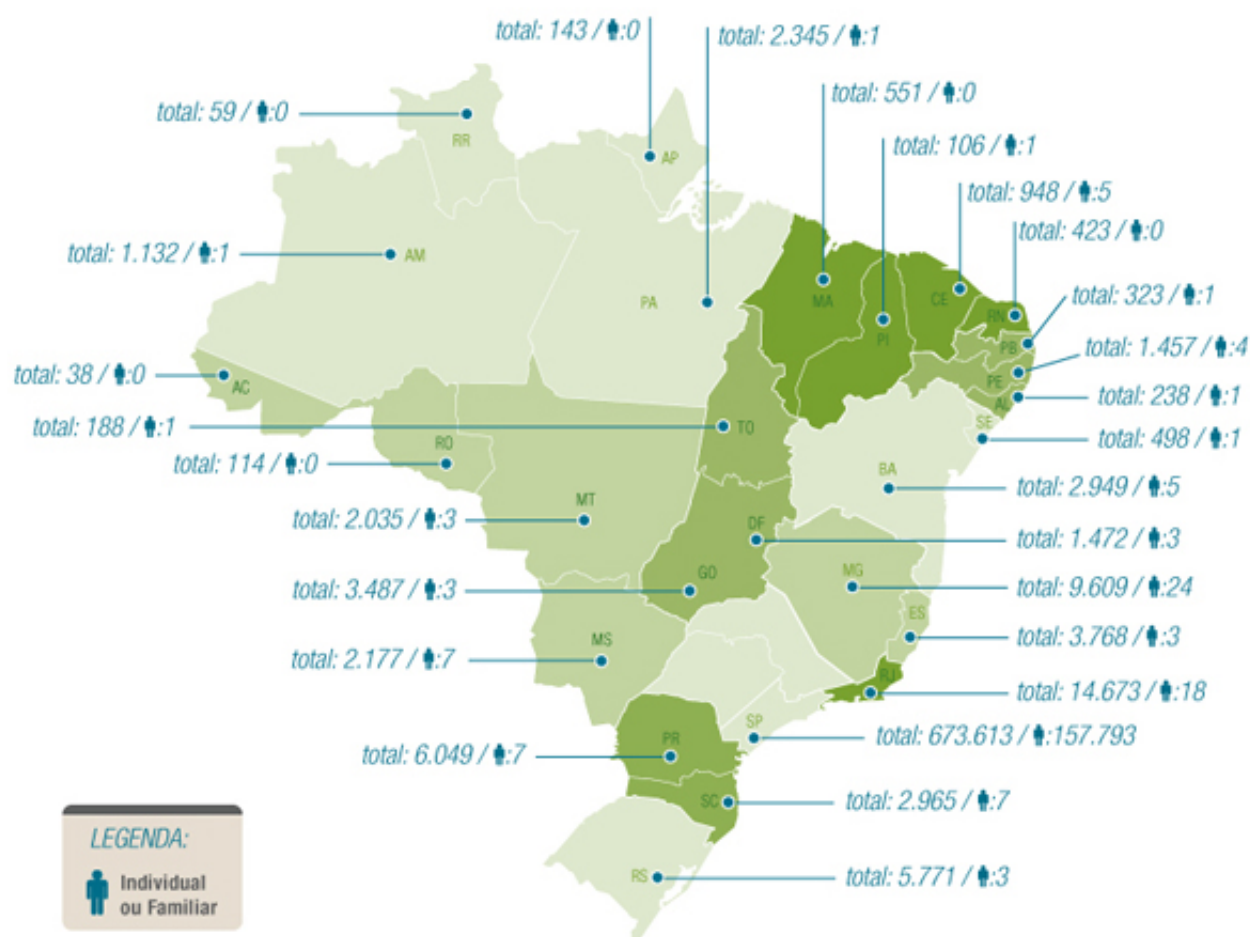 total: 143 / :0
total: 2.345 / :1
total: 551 / :0
total: 59 / :0
total: 106 / :1
RR
AP
total: 948 / :5
total: 423 / :0
total: 1.132 / :1
AM
PA
MA
CE
RN
total: 323 / :1
PI
PB
total: 1.457 / :4
total: 38 / :0
AC
PE
AL
total: 238 / :1
total: 188 / :1
TO
SE
total: 498 / :1
RO
total: 114 / :0
BA
total: 2.949 / :5
MT
total: 2.035 / :3
DF
total: 1.472 / :3
GO
MG
total: 3.487 / :3
total: 9.609 / :24
ES
MS
total: 3.768 / :3
total: 2.177 / :7
RJ
total: 14.673 / :18
SP
total: 673.613 / :157.793
PR
total: 6.049 / :7
SC
total: 2.965 / :7
LEGENDA:
Individual
ou Familiar
RS
total: 5.771 / :3